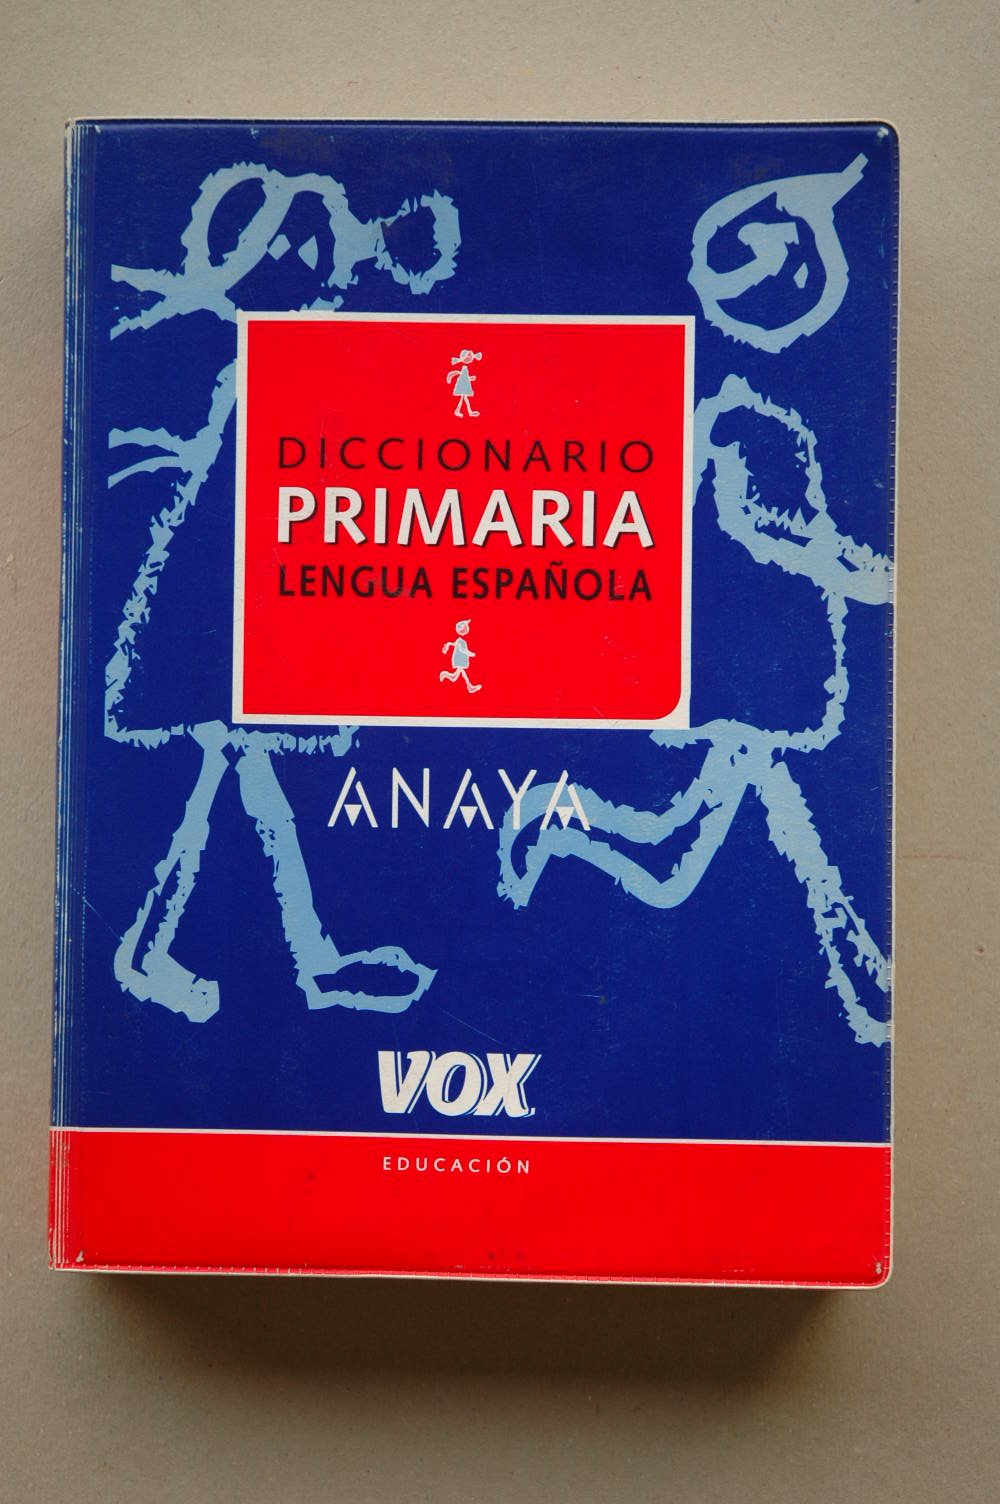 DICCIONARIO
PRIMARIA
LENGUA ESPAÑOLA
ANAYA
VOX
EDUCACIÓN